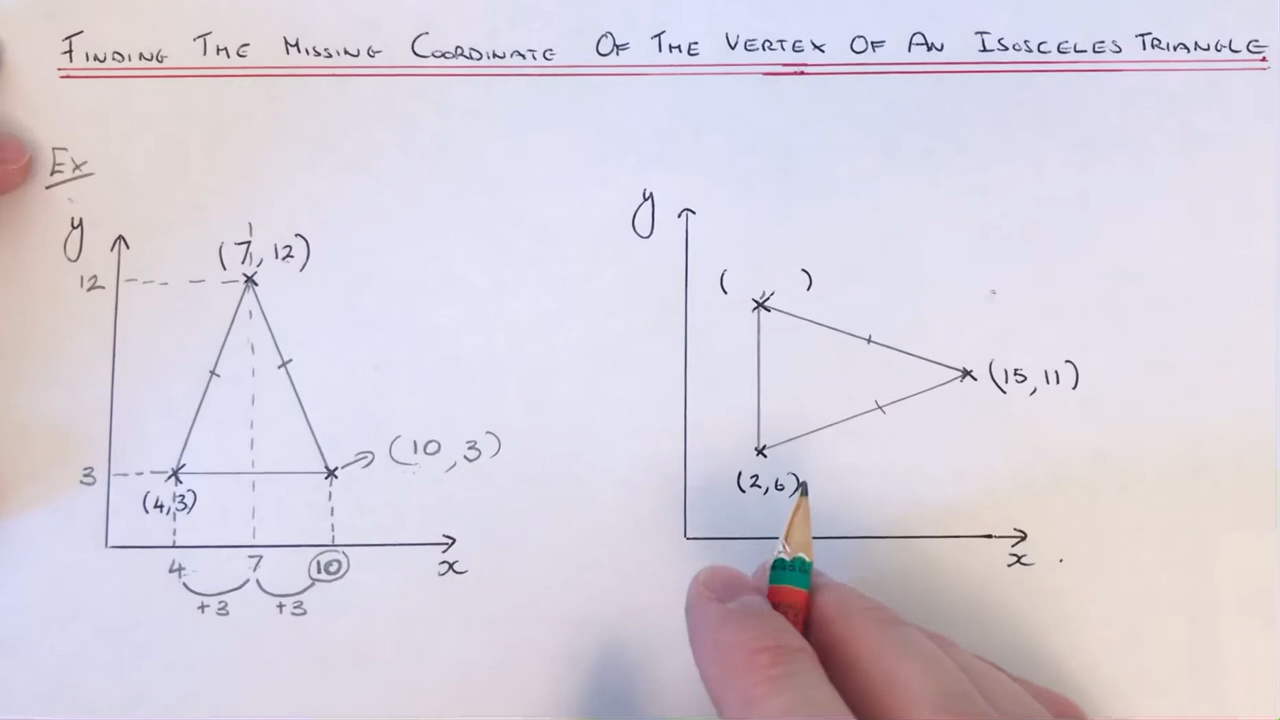 FINDING THE MISSING COORDINATE OF THE VERTEX OF AN ISOSCELES TRIANGLE
Ex
y
(7, 12)
12
3
(4,3)
(10, 3)
4
7
10
x
+3
+3
y
( )
(15, 11)
(2,6)
x